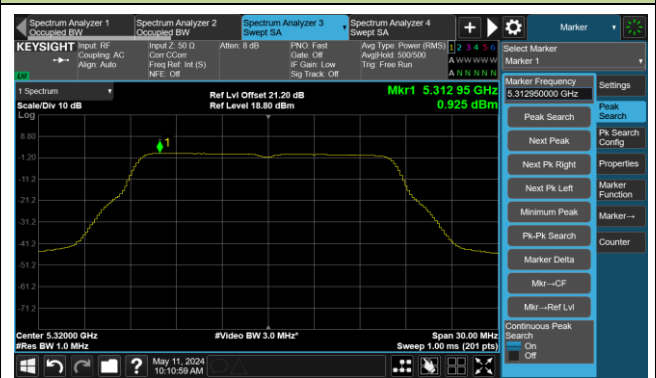 Spectrum Analyzer 1
Occupied BW
Spectrum Analyzer 2
Occupied BW
Spectrum Analyzer 3
Swept SA
Spectrum Analyzer 4
Swept SA
Marker
KEYSIGHT
Input: RF
Coupling: AC
Align: Auto
Input Z: 50 Ω
Corr CCorr
Freq Ref: Int (S)
NFE: Off
Atten: 8 dB
PNO: Fast
Gate: Off
IF Gain: Low
Sig Track: Off
Avg Type: Power (RMS)
Avg|Hold: 500/500
Trig: Free Run
1 2 3 4 5 6
A W W W W W
A N N N N N
LXI
Select Marker
Marker 1
1 Spectrum
Scale/Div 10 dB
Log
Ref Lvl Offset 21.20 dB
Ref Level 18.80 dBm
Mkr1 5.312 95 GHz
0.925 dBm
8.80
-1.20
-11.2
-21.2
-31.2
-41.2
-51.2
-61.2
-71.2
1
Center 5.32000 GHz
#Res BW 1.0 MHz
#Video BW 3.0 MHz*
Span 30.00 MHz
Sweep 1.00 ms (201 pts)
Marker Frequency
5.312950000 GHz
Peak Search
Next Peak
Next Pk Right
Next Pk Left
Minimum Peak
Pk-Pk Search
Marker Delta
Mkr→CF
Mkr→Ref Lvl
Continuous Peak
Search
On
Off
Settings
Peak
Search
Pk Search
Config
Properties
Marker
Function
Marker→
Counter
?
May 11, 2024
10:10:59 AM